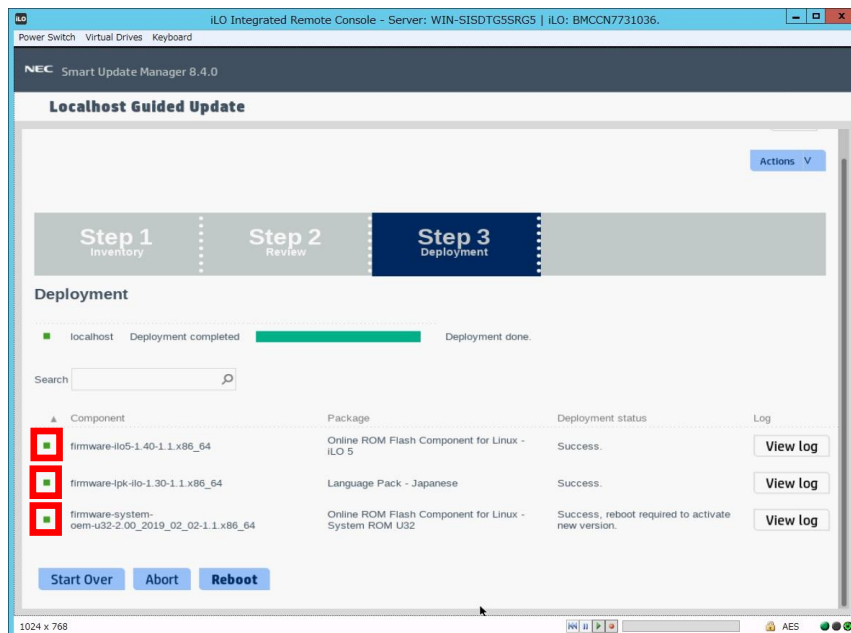 iLO
iLO Integrated Remote Console - Server: WIN-SISDTG5SRG5 | iLO: BMCCN7731036.
Power Switch Virtual Drives Keyboard
NEC Smart Update Manager 8.4.0
Localhost Guided Update
Actions
Step 1
Inventory
Step 2
Review
Step 3
Deployment
Deployment
localhost Deployment completed Deployment done.
Search
Component Package Deployment status Log
firmware-ilo5-1.40-1.1.x86_64
Online ROM Flash Component for Linux -
iLO 5
Success.
View log
firmware-lpk-ilo-1.30-1.1.x86_64
Language Pack - Japanese
Success.
View log
firmware-system-
oem-u32-2.00_2019_02_02-1.1.x86_64
Online ROM Flash Component for Linux -
System ROM U32
Success, reboot required to activate
new version.
View log
Start Over Abort Reboot
1024 x 768 AES